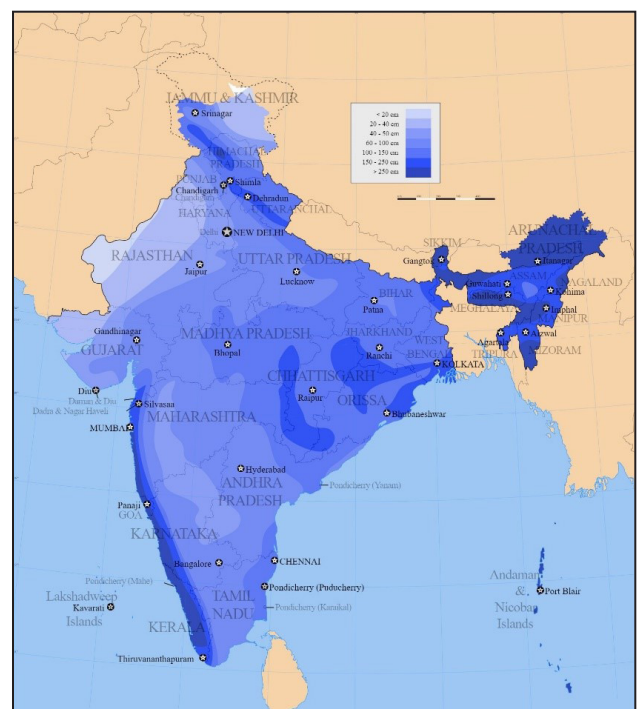 JAMMU & KASHMIR
Srinagar
< 20 cm
20 - 40 cm
40 - 50 cm
60 - 100 cm
100 - 150 cm
150 - 250 cm
> 250 cm
HIMACHAL
PRADESH
PUNJAB
Shimla
Chandigarh
Chandigarh
Dehradun
UTTARANCHAL
HARYANA
Delhi
NEW DELHI
RAJASTHAN
Jaipur
UTTAR PRADESH
Lucknow
SIKKIM
Gangtok
ARUNACHAL
PRADESH
Itanagar
ASSAM
Guwahati
NAGALAND
Kohima
Shillong
MEGHALAYA
Imphal
MANIPUR
BIHAR
Patna
Gandhinagar
GUJARAT
MADHYA PRADESH
Bhopal
JHARKHAND
Ranchi
WEST
BENGAL
KOLKATA
Agartala
TRIPURA
Aizwal
MIZORAM
CHHATTISGARH
Raipur
ORISSA
Bhubaneshwar
Diu
Daman & Diu
Dadra & Nagar Haveli
Silvasaa
MUMBAI
MAHARASHTRA
Hyderabad
ANDHRA
PRADESH
Pondicherry (Yanam)
Panaji
GOA
KARNATAKA
Bangalore
CHENNAI
Pondicherry (Mahe)
Pondicherry (Puducherry)
Pondicherry (Karaikal)
TAMIL
NADU
Lakshadweep
Kavarati
Islands
KERALA
Thiruvananthapuram
Andaman
&
Nicobar
Islands
Port Blair